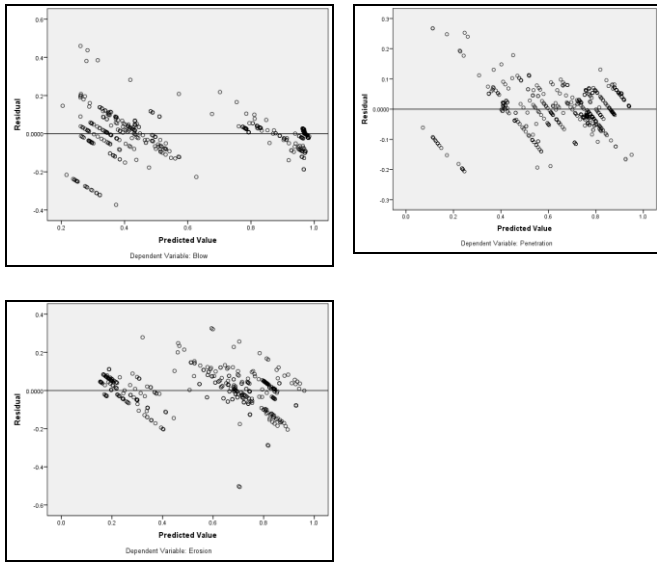 0.6
0.4
0.2
0.0000
-0.2
-0.4
Residual
0.2 0.4 0.6 0.8 1.0
Predicted Value
Dependent Variable: Blow
0.3
0.2
0.1
0.0000
-0.1
-0.2
-0.3
Residual
0.0 0.2 0.4 0.6 0.8 1.0
Predicted Value
Dependent Variable: Penetration
0.4
0.2
0.0000
-0.2
-0.4
-0.6
Residual
0.0 0.2 0.4 0.6 0.8 1.0
Predicted Value
Dependent Variable: Erosion